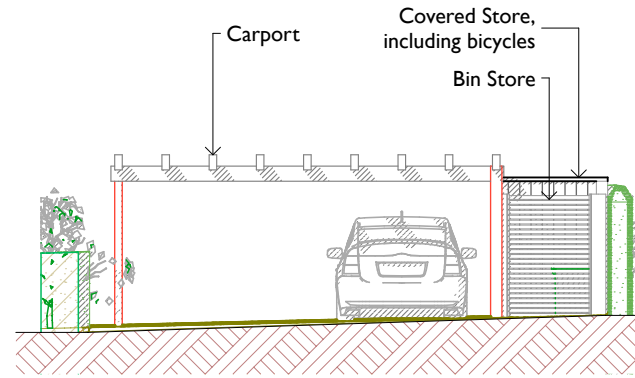 Carport
Covered Store,
including bicycles
Bin Store